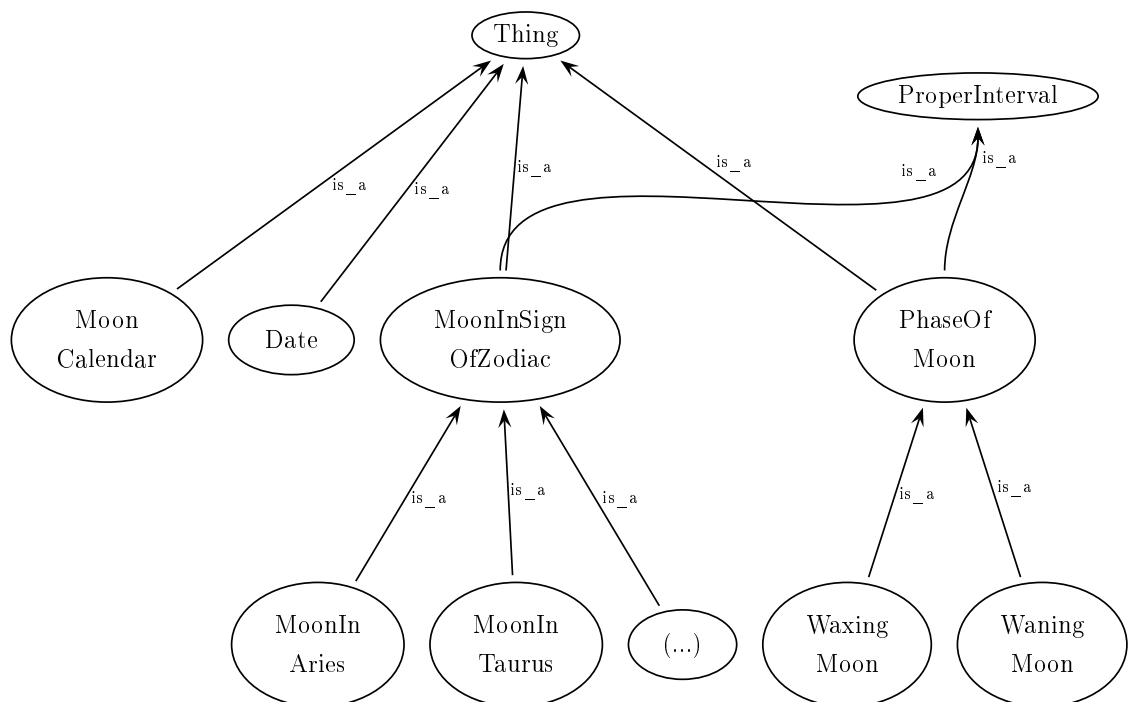 Thing
ProperInterval
is_a
is_a
is_a
is_a
is_a
is_a
Moon
Calendar
Date
MoonInSign
OfZodiac
PhaseOf
Moon
is_a
is_a
is_a
is_a
is_a
MoonIn
Aries
MoonIn
Taurus
(...)
Waxing
Moon
Waning
Moon